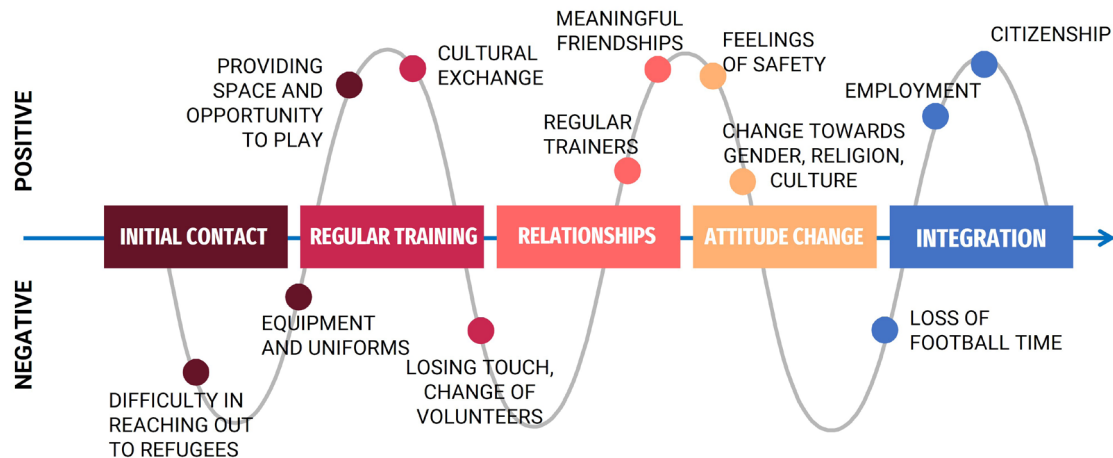 POSITIVE
NEGATIVE
PROVIDING
SPACE AND
OPPORTUNITY
TO PLAY
CULTURAL
EXCHANGE
MEANINGFUL
FRIENDSHIPS
REGULAR
TRAINERS
FEELINGS
OF SAFETY
CHANGE TOWARDS
GENDER, RELIGION,
CULTURE
EMPLOYMENT
CITIZENSHIP
INITIAL CONTACT
REGULAR TRAINING
RELATIONSHIPS
ATTITUDE CHANGE
INTEGRATION
DIFFICULTY IN
REACHING OUT
TO REFUGEES
EQUIPMENT
AND UNIFORMS
LOSING TOUCH,
CHANGE OF
VOLUNTEERS
LOSS OF
FOOTBALL TIME